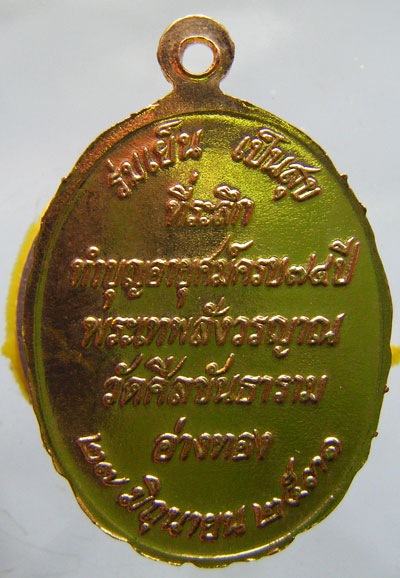 ร่มเย็น เป็นสุข
ที่ระลึก
ทำบุญอายุศม์ครบ๗๔ปี
พระเทพสังวรญาณ
วัดศีลขันธาราม
อ่างทอง
๒๗ มิถุนายน ๒๕๓๐